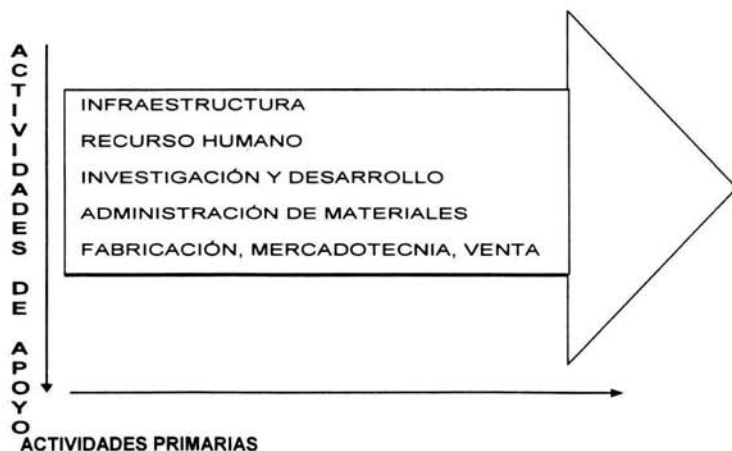 ACTIVIDADES DE APOYO
INFRAESTRUCTURA
RECURSO HUMANO
INVESTIGACIÓN Y DESARROLLO
ADMINISTRACIÓN DE MATERIALES
FABRICACIÓN, MERCADOTECNIA, VENTA
ACTIVIDADES PRIMARIAS